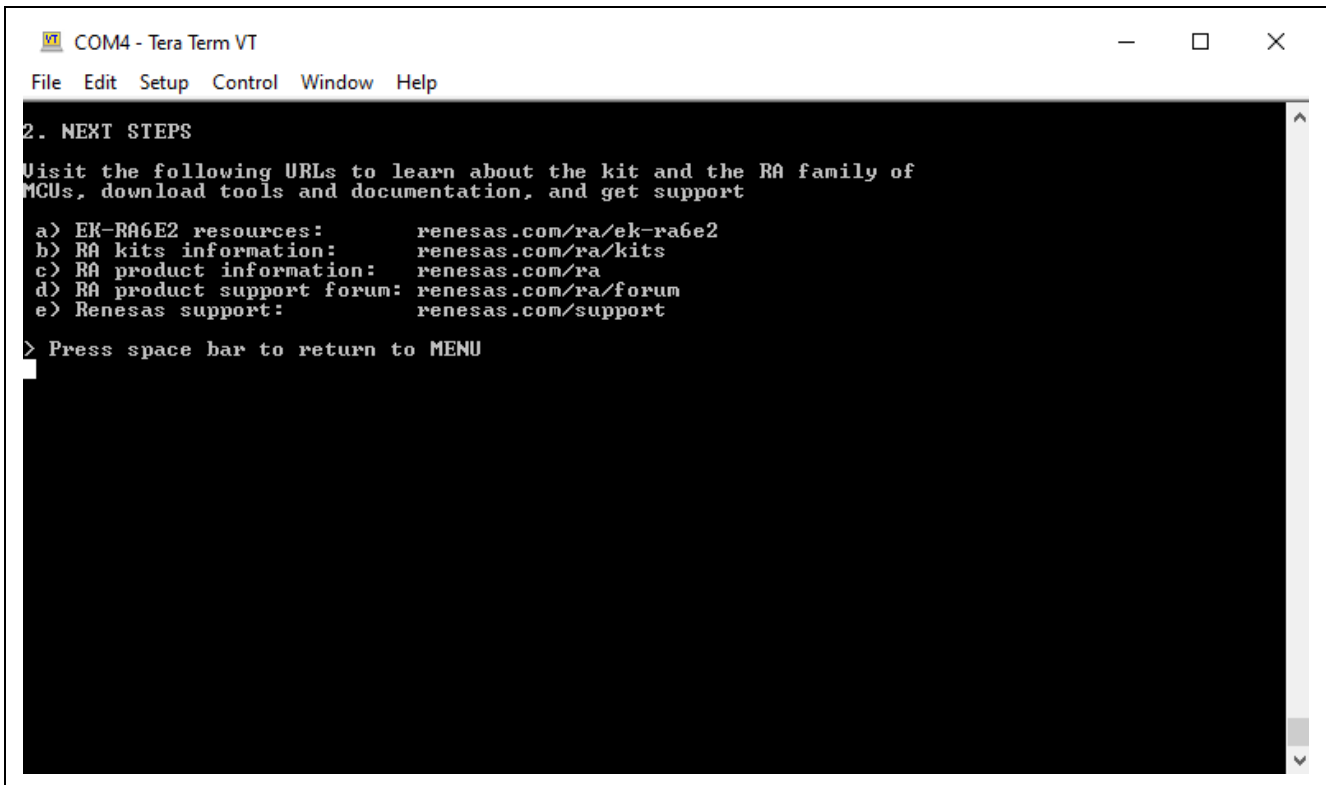 COM4 - Tera Term VT
File Edit Setup Control Window Help
2. NEXT STEPS
Visit the following URLs to learn about the kit and the RA family of
MCUs, download tools and documentation, and get support
a) EK-RA6E2 resources: renesas.com/ra/ek-ra6e2
b) RA kits information: renesas.com/ra/kits
c) RA product information: renesas.com/ra
d) RA product support forum: renesas.com/ra/forum
e) Renesas support: renesas.com/support
> Press space bar to return to MENU